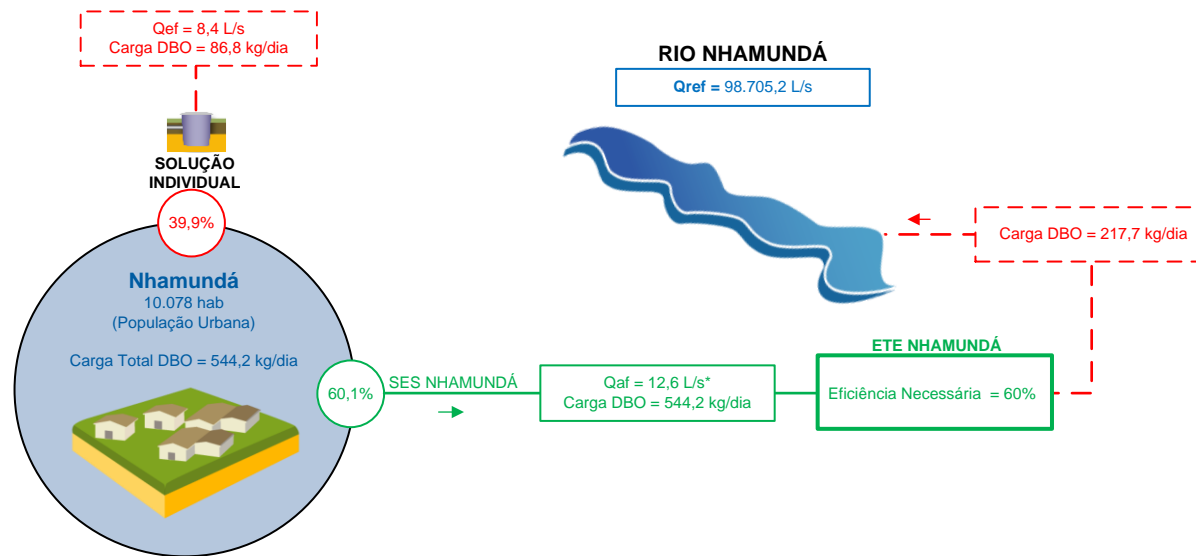 Qef = 8,4 L/s
Carga DBO = 86,8 kg/dia
SOLUÇÃO
INDIVIDUAL
39,9%
Nhamundá
10.078 hab
(População Urbana)
Carga Total DBO = 544,2 kg/dia
60,1%
SES NHAMUNDÁ
Qaf = 12,6 L/s*
Carga DBO = 544,2 kg/dia
ETE NHAMUNDÁ
Eficiência Necessária = 60%
Carga DBO = 217,7 kg/dia
RIO NHAMUNDÁ
Qref = 98.705,2 L/s